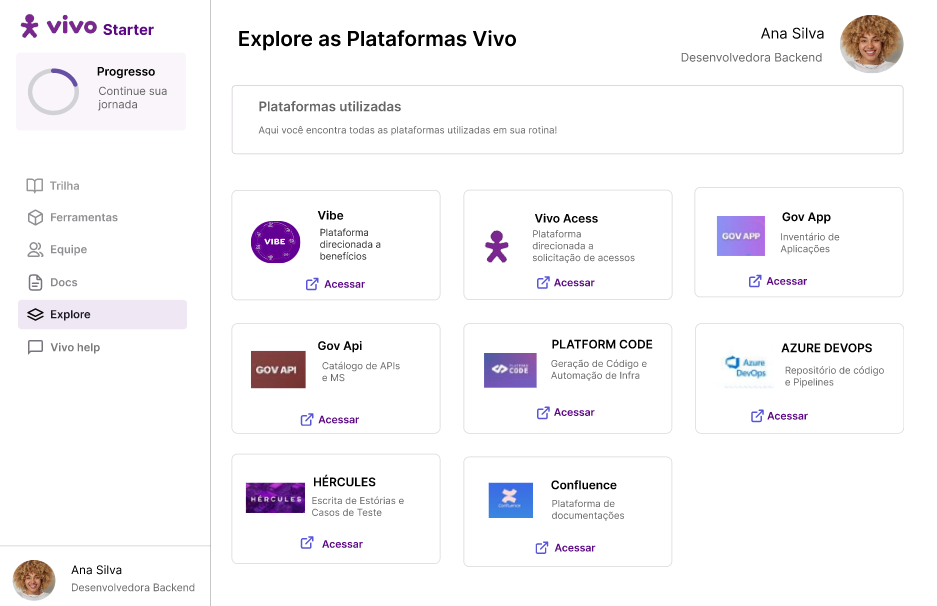 vivo Starter
Progresso
Continue sua
jornada
Trilha
Ferramentas
Equipe
Docs
Explore
Vivo help
Ana Silva
Desenvolvedora Backend
Explore as Plataformas Vivo
Ana Silva
Desenvolvedora Backend
Plataformas utilizadas
Aqui você encontra todas as plataformas utilizadas em sua rotina!
VIBE
Vibe
Plataforma
direcionada a
benefícios
Acessar
Vivo Acess
Plataforma
direcionada a
solicitação de acessos
Acessar
GOV APP
Gov App
Inventário de
Aplicações
Acessar
GOV API
Gov Api
Catálogo de APIs
e MS
Acessar
PLATFORM
CODE
PLATFORM CODE
Geração de Código e
Automação de Infra
Acessar
Azure
DevOps
AZURE DEVOPS
Repositório de código
e Pipelines
Acessar
HÉRCULES
HÉRCULES
Escrita de Estórias e
Casos de Teste
Acessar
Confluence
Confluence
Plataforma de
documentações
Acessar